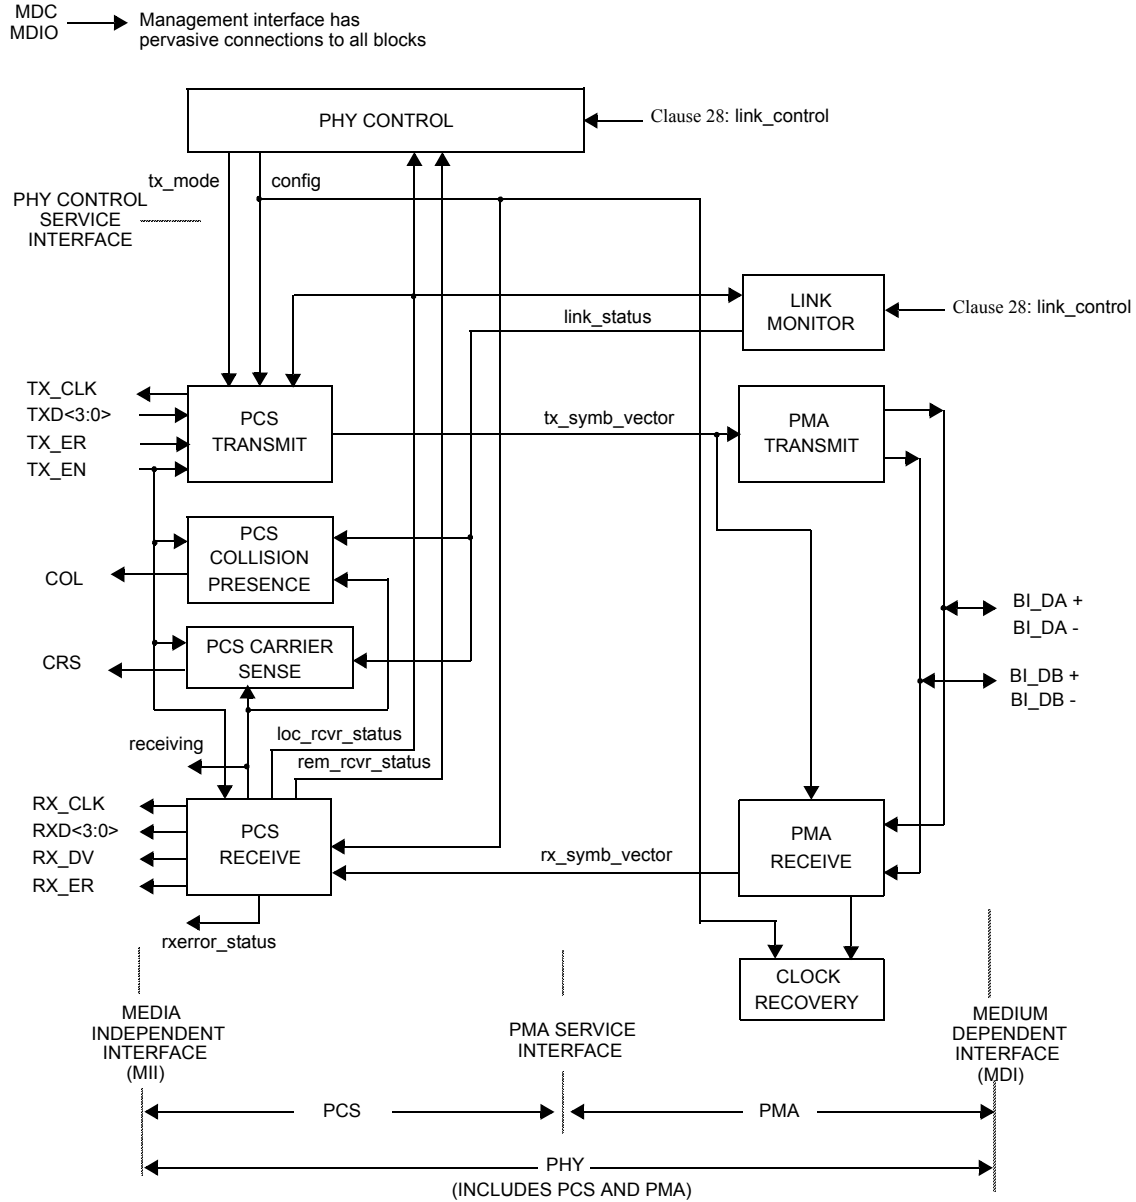 MDC
MDIO
Management interface has
pervasive connections to all blocks
PHY CONTROL
Clause 28: link_control
tx_mode
config
PHY CONTROL
SERVICE
INTERFACE
LINK
MONITOR
Clause 28: link_control
link_status
TX_CLK
TXD<3:0>
TX_ER
TX_EN
PCS
TRANSMIT
tx_symb_vector
PMA
TRANSMIT
PCS
COLLISION
PRESENCE
COL
BI_DA +
BI_DA -
PCS CARRIER
SENSE
CRS
BI_DB +
BI_DB -
receiving
loc_rcvr_status
rem_rcvr_status
RX_CLK
RXD<3:0>
RX_DV
RX_ER
PCS
RECEIVE
rx_symb_vector
PMA
RECEIVE
rxerror_status
CLOCK
RECOVERY
MEDIA
INDEPENDENT
INTERFACE
(MII)
PMA SERVICE
INTERFACE
MEDIUM
DEPENDENT
INTERFACE
(MDI)
PCS
PMA
PHY
(INCLUDES PCS AND PMA)